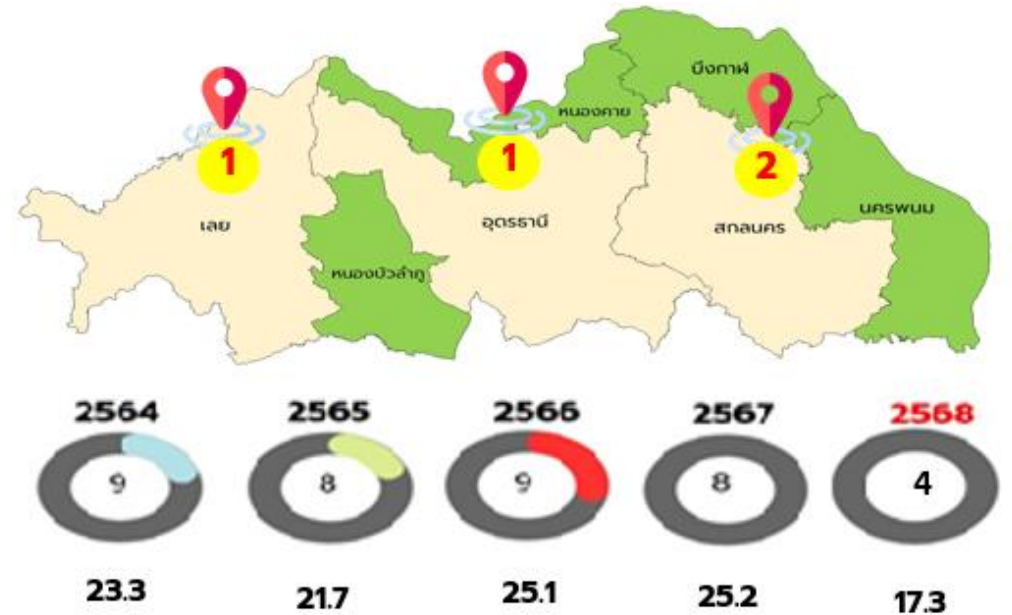 บึงกาฬ
หนองคาย
1
1
2
นครพนม
เลย
อุดรธานี
สกลนคร
หนองบัวลำภู
2564 2565 2566 2567 2568
9 8 9 8 4
23.3 21.7 25.1 25.2 17.3